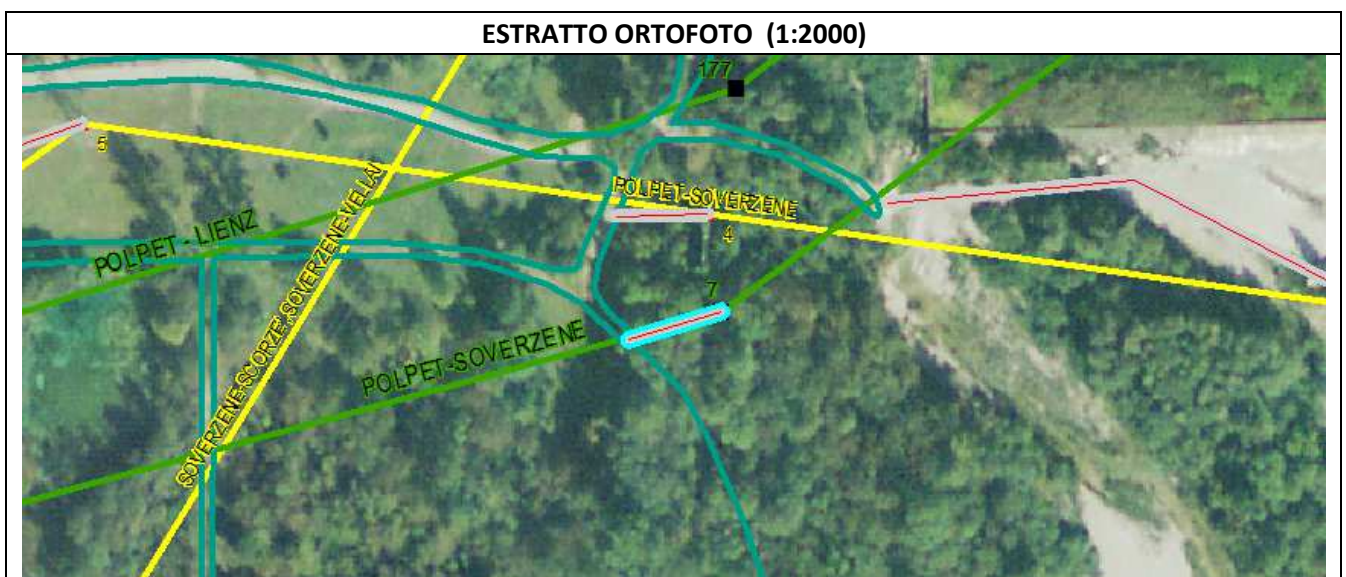 ESTRATTO ORTOFOTO (1:2000)
177
5
POLPET-SOVERZENE
4
POLPET - LIENZ
SOVERZENE-SCORZE',SOVERZENE-VELLAI
7
POLPET-SOVERZENE